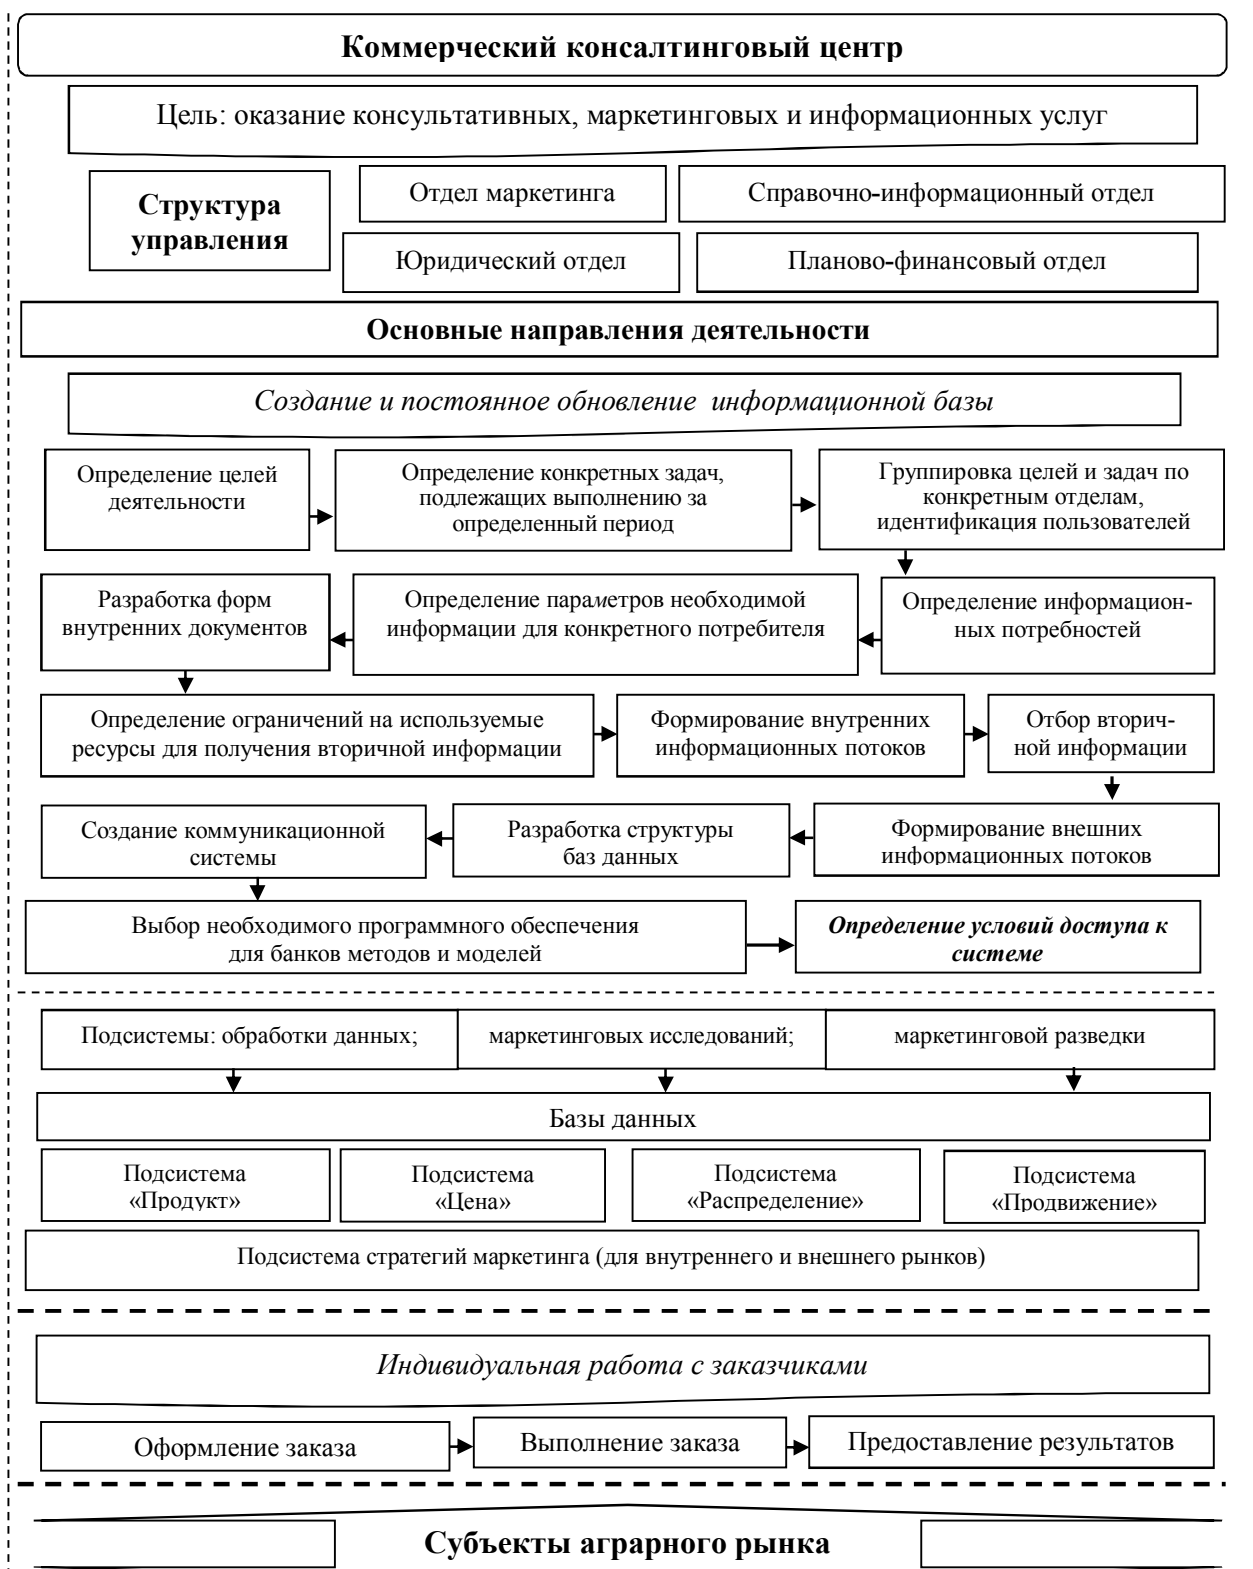 Коммерческий консалтинговый центр
Цель: оказание консультативных, маркетинговых и информационных услуг
Структура
управления
Отдел маркетинга
Справочно-информационный отдел
Юридический отдел
Планово-финансовый отдел
Основные направления деятельности
Создание и постоянное обновление информационной базы
Определение целей
деятельности
Определение конкретных задач,
подлежащих выполнению за
определенный период
Группировка целей и задач по
конкретным отделам,
идентификация пользователей
Разработка форм
внутренних документов
Определение параметров необходимой
информации для конкретного потребителя
Определение информацион-
ных потребностей
Определение ограничений на используемые
ресурсы для получения вторичной информации
Формирование внутренних
информационных потоков
Отбор вторич-
ной информации
Создание коммуникационной
системы
Разработка структуры
баз данных
Формирование внешних
информационных потоков
Выбор необходимого программного обеспечения
для банков методов и моделей
Определение условий доступа к
системе
Подсистемы: обработки данных;
маркетинговых исследований;
маркетинговой разведки
Базы данных
Подсистема
«Продукт»
Подсистема
«Цена»
Подсистема
«Распределение»
Подсистема
«Продвижение»
Подсистема стратегий маркетинга (для внутреннего и внешнего рынков)
Индивидуальная работа с заказчиками
Оформление заказа
Выполнение заказа
Предоставление результатов
Субъекты аграрного рынка